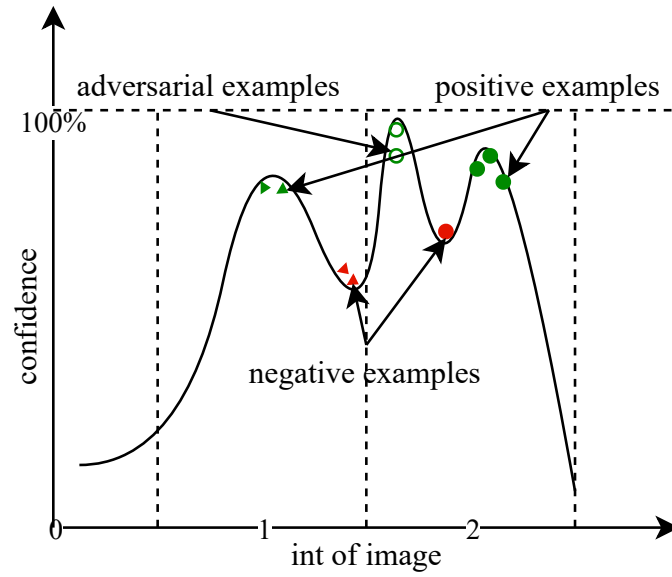 adversarial examples
positive examples
100%
confidence
negative examples
0
1
2
int of image